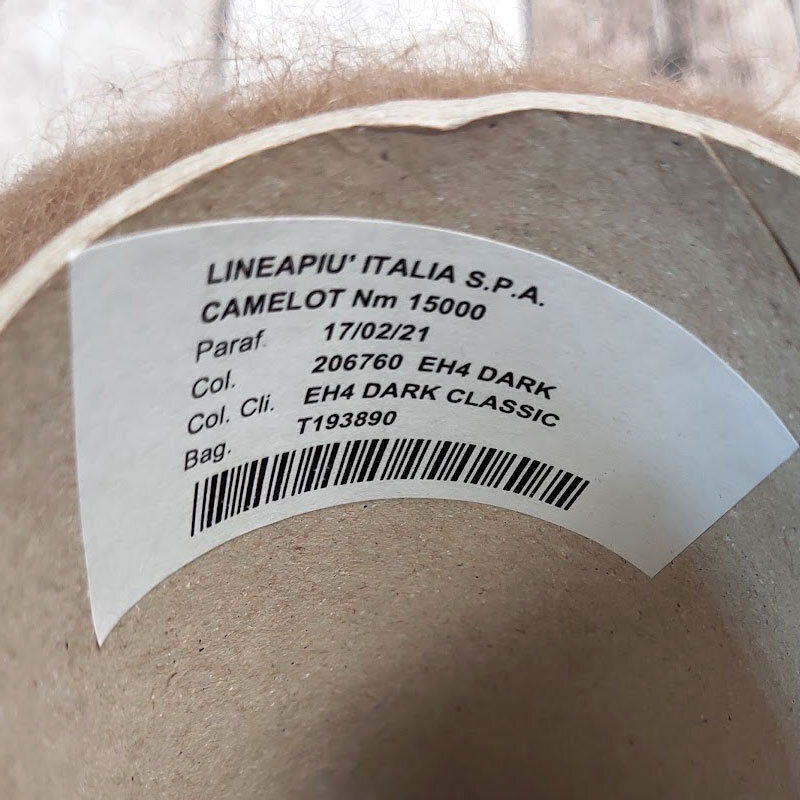 LINEAPIU' ITALIA S.P.A.
CAMELOT Nm 15000
Paraf. 17/02/21
Col. 206760 EH4 DARK
Col. Cli. EH4 DARK CLASSIC
Bag. T193890